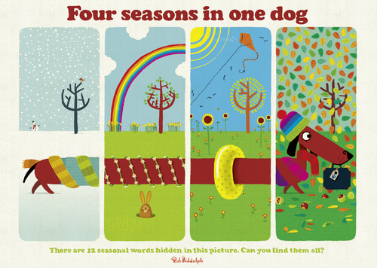 Four seasons in one dog
There are 22 seasonal words hidden in this picture. Can you find them all?